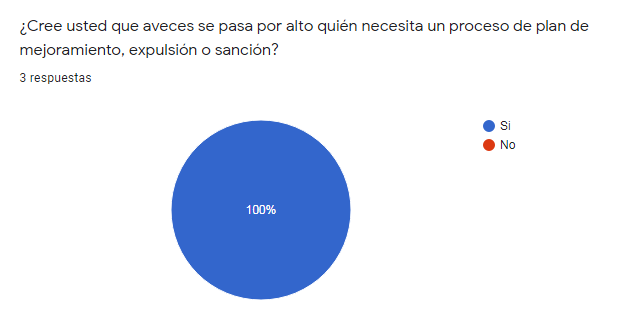 ¿Cree usted que aveces se pasa por alto quién necesita un proceso de plan de
mejoramiento, expulsión o sanción?
3 respuestas
Si
No
100%